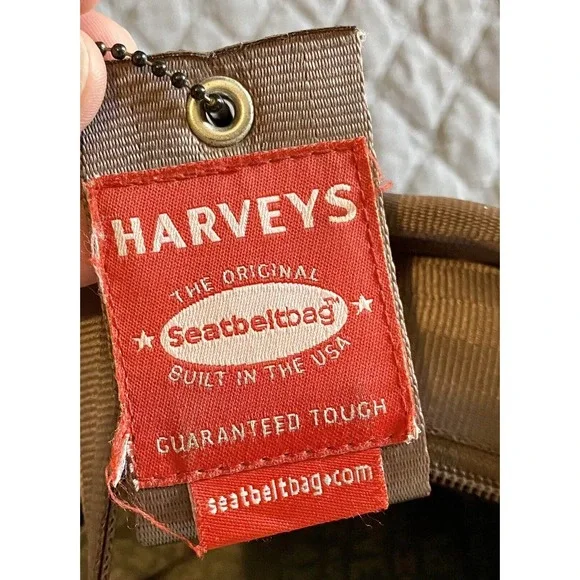 HARVEYS
THE ORIGINAL
Seatbeltbag™
BUILT IN THE USA
GUARANTEED TOUGH
seatbeltbag•com